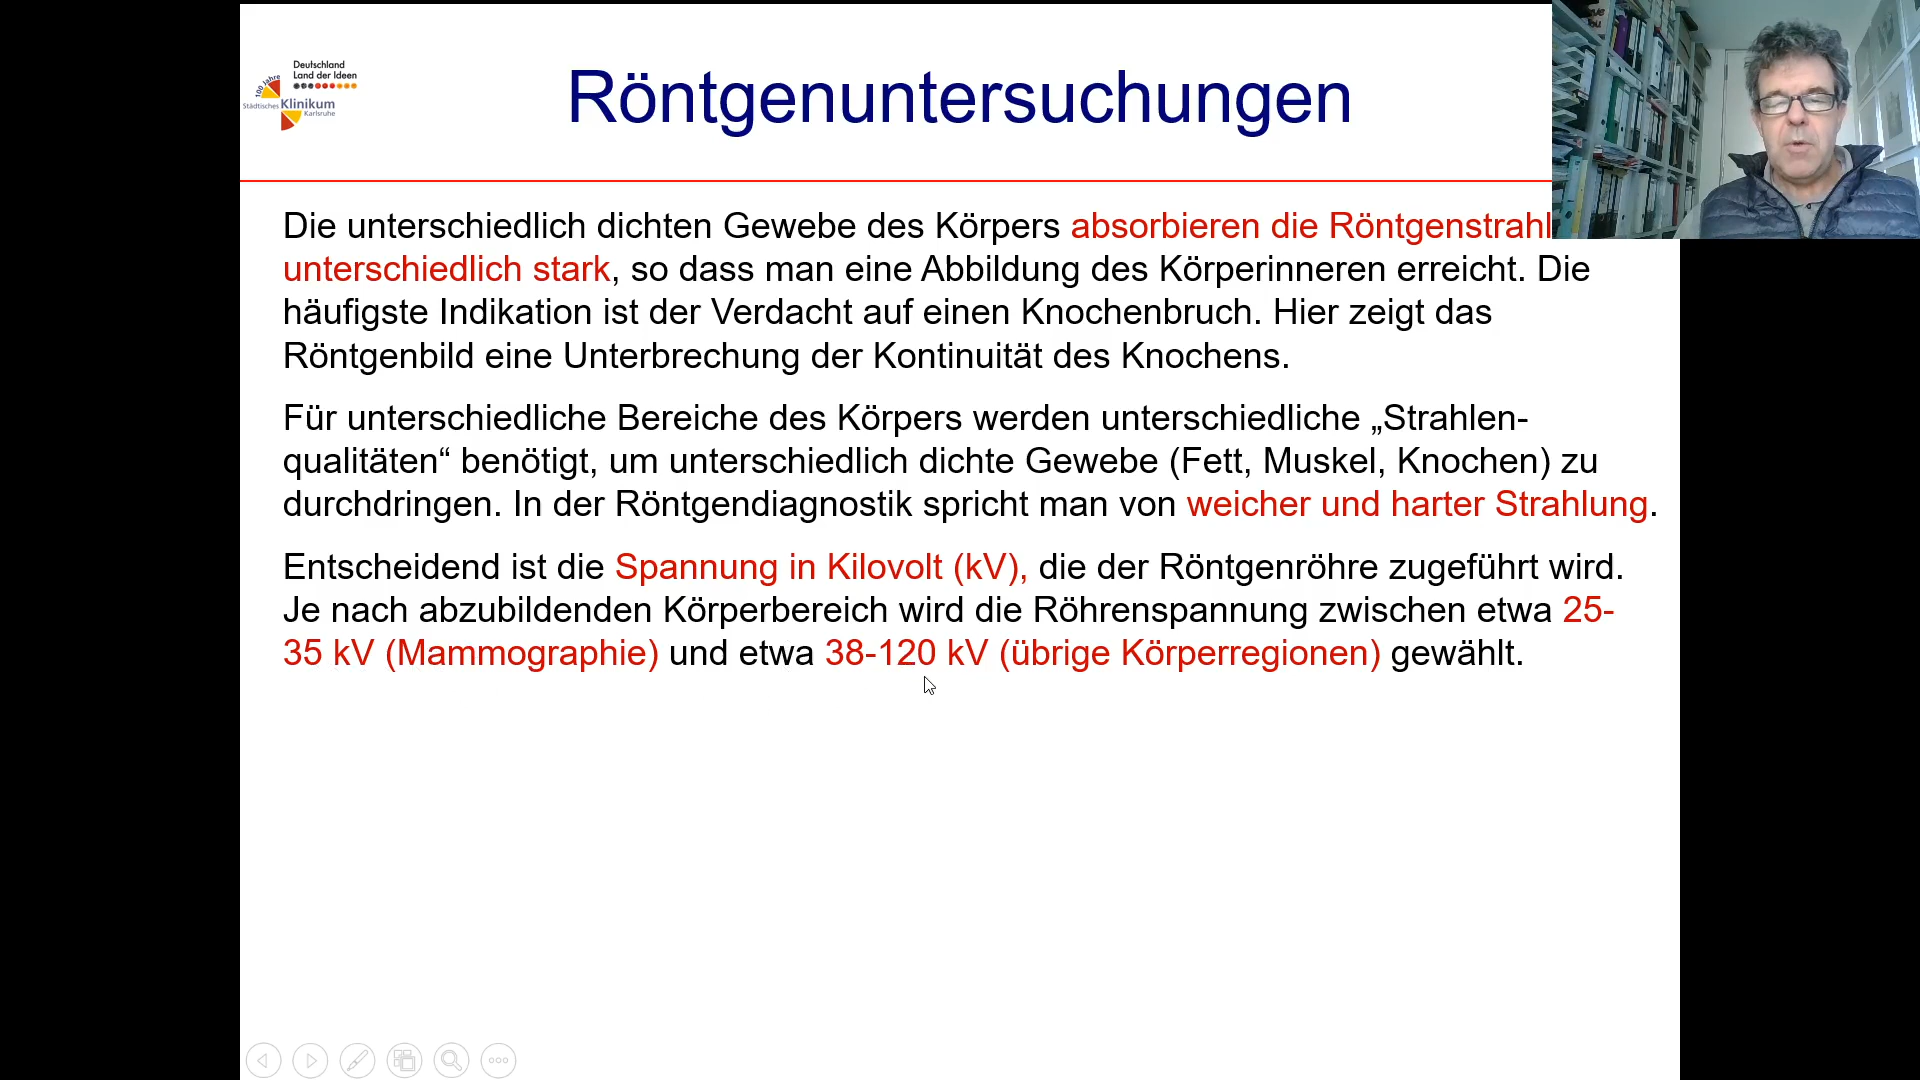 Deutschland
Land der Ideen
100 Jahre
Städtisches Klinikum
Karlsruhe
Röntgenuntersuchungen
Die unterschiedlich dichten Gewebe des Körpers absorbieren die Röntgenstrahl
unterschiedlich stark, so dass man eine Abbildung des Körperinneren erreicht. Die
häufigste Indikation ist der Verdacht auf einen Knochenbruch. Hier zeigt das
Röntgenbild eine Unterbrechung der Kontinuität des Knochens.
Für unterschiedliche Bereiche des Körpers werden unterschiedliche „Strahlen-
qualitäten“ benötigt, um unterschiedlich dichte Gewebe (Fett, Muskel, Knochen) zu
durchdringen. In der Röntgendiagnostik spricht man von weicher und harter Strahlung.
Entscheidend ist die Spannung in Kilovolt (kV), die der Röntgenröhre zugeführt wird.
Je nach abzubildenden Körperbereich wird die Röhrenspannung zwischen etwa 25-
35 kV (Mammographie) und etwa 38-120 kV (übrige Körperregionen) gewählt.